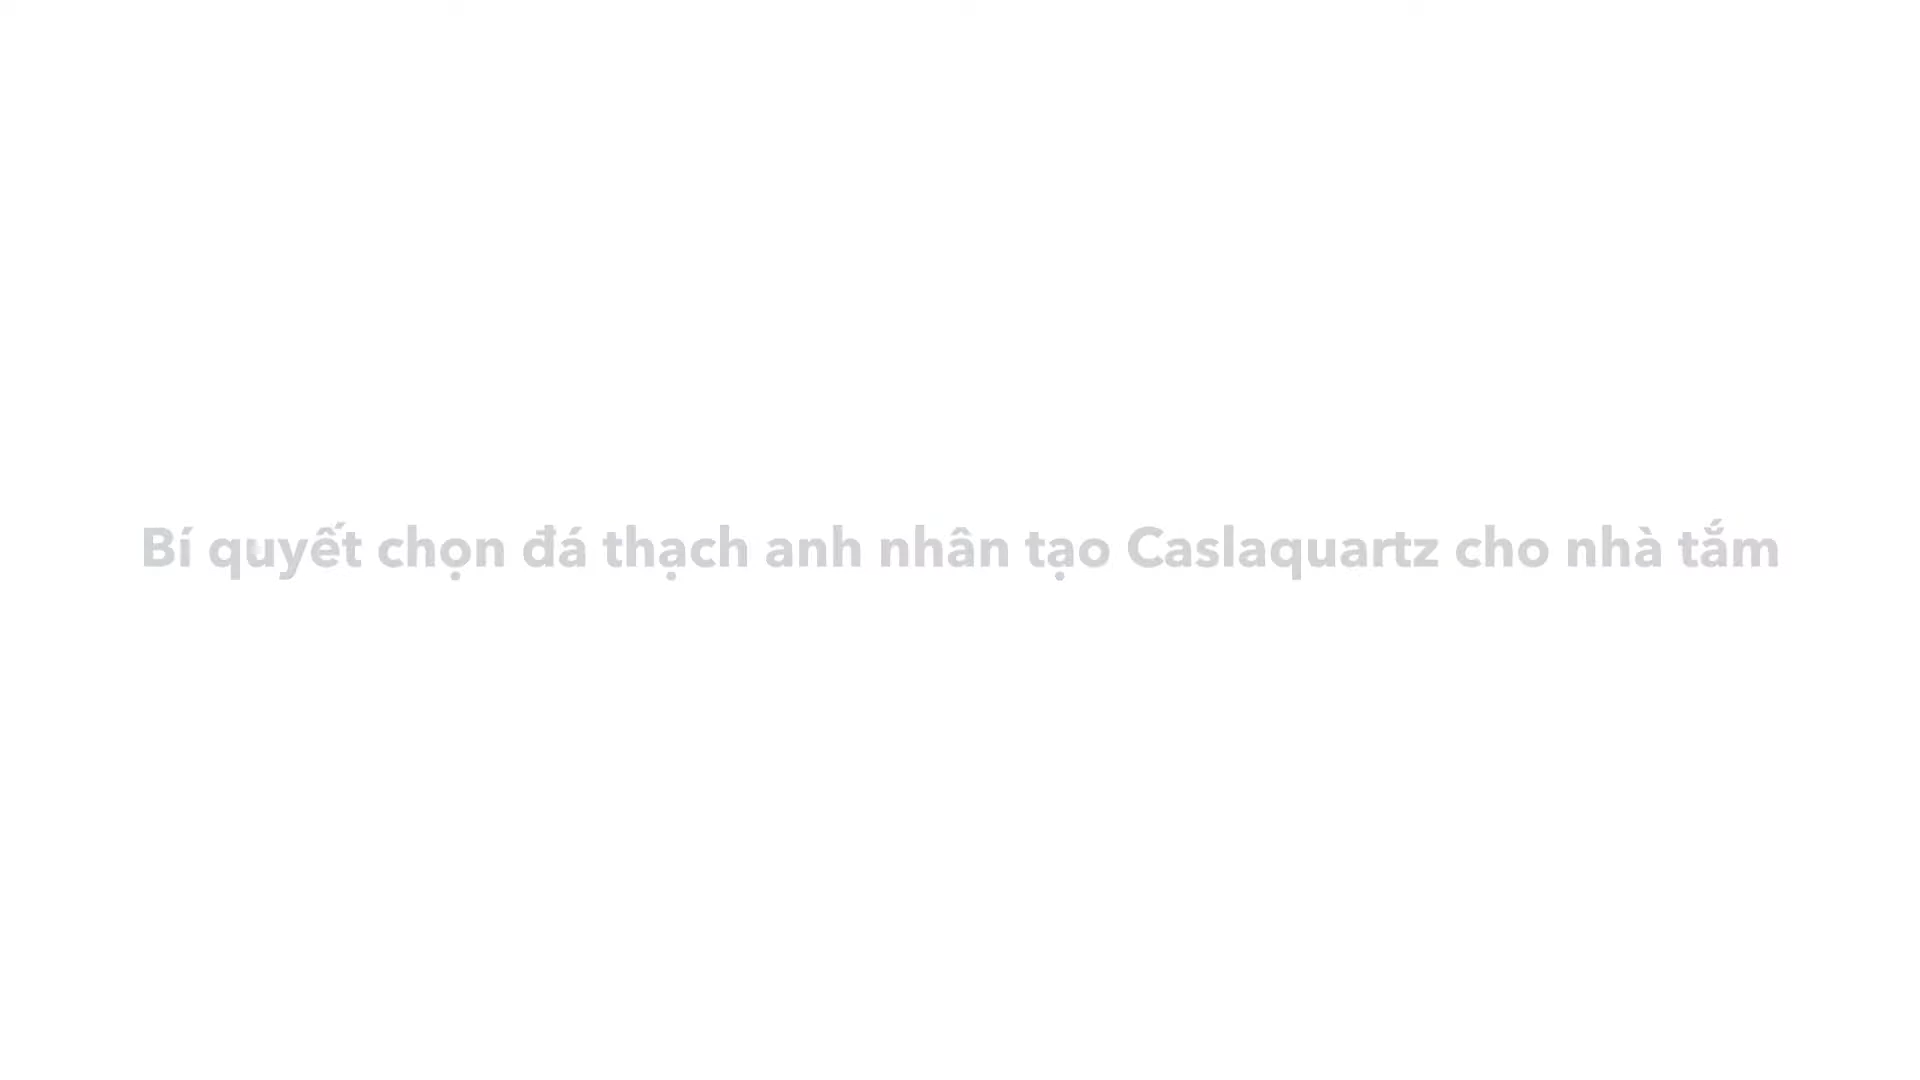 Bí quyết chọn đá thạch anh nhân tạo Caslaquartz cho nhà tắm